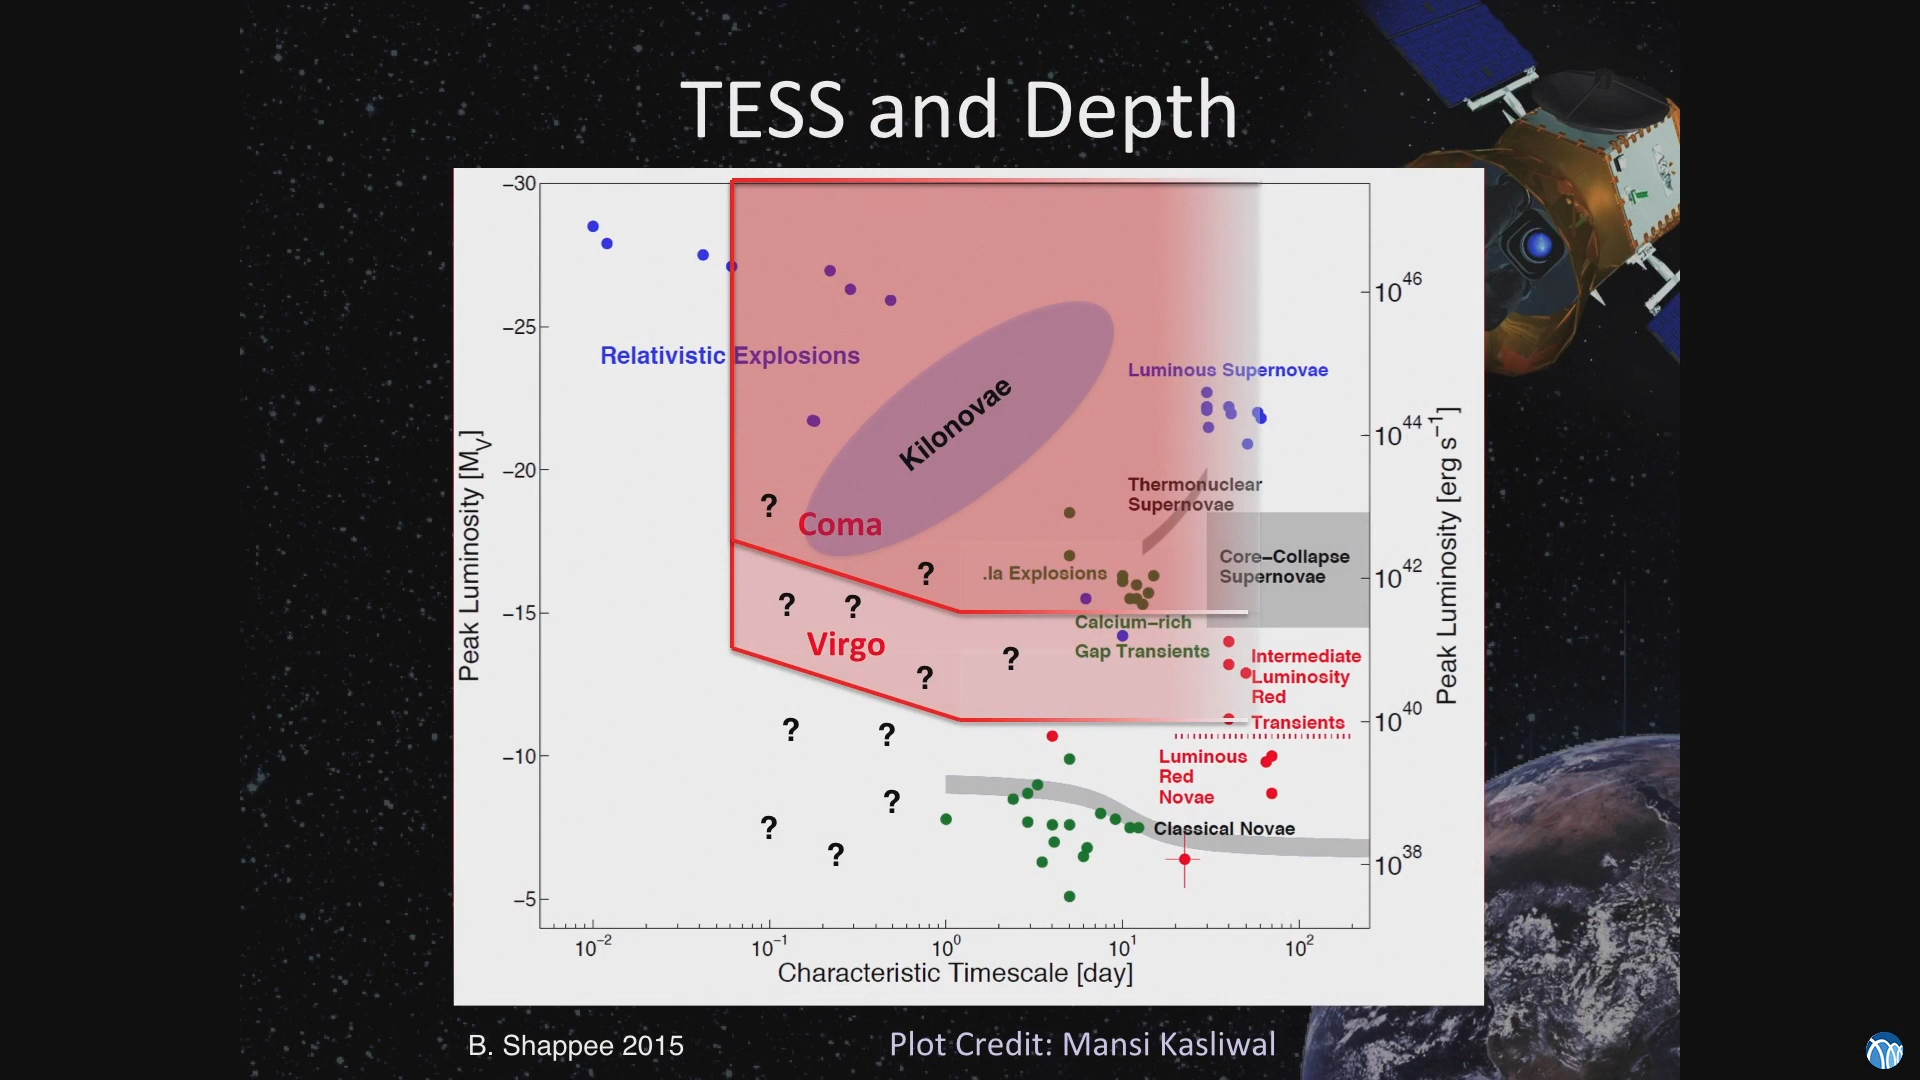 TESS and Depth
−30
−25
−20
−15
−10
−5
Peak Luminosity [M_V]
10^46
10^44
10^42
10^40
10^38
Peak Luminosity [erg s^−1]
Relativistic Explosions
Kilonovae
Luminous Supernovae
Thermonuclear
Supernovae
?
Coma
?
.Ia Explosions
Core−Collapse
Supernovae
? ?
Calcium−rich
Gap Transients
Virgo
?
?
Intermediate
Luminosity
Red
Transients
? ?
Luminous
Red
Novae
?
?
Classical Novae
?
10^−2 10^−1 10^0 10^1 10^2
Characteristic Timescale [day]
B. Shappee 2015
Plot Credit: Mansi Kasliwal